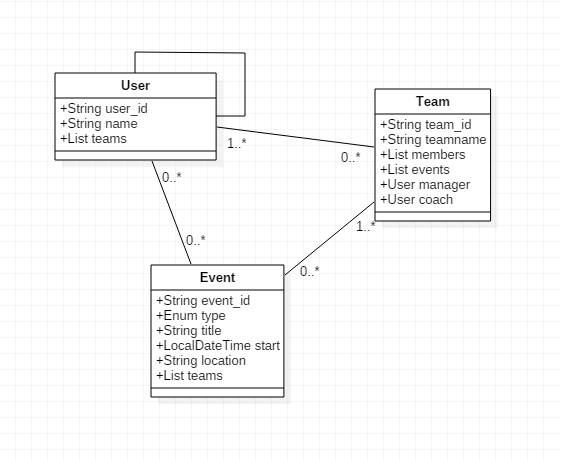 User
+String user_id
+String name
+List teams
Team
+String team_id
+String teamname
+List members
+List events
+User manager
+User coach
1..*
0..*
0..*
0..*
1..*
0..*
Event
+String event_id
+Enum type
+String title
+LocalDateTime start
+String location
+List teams